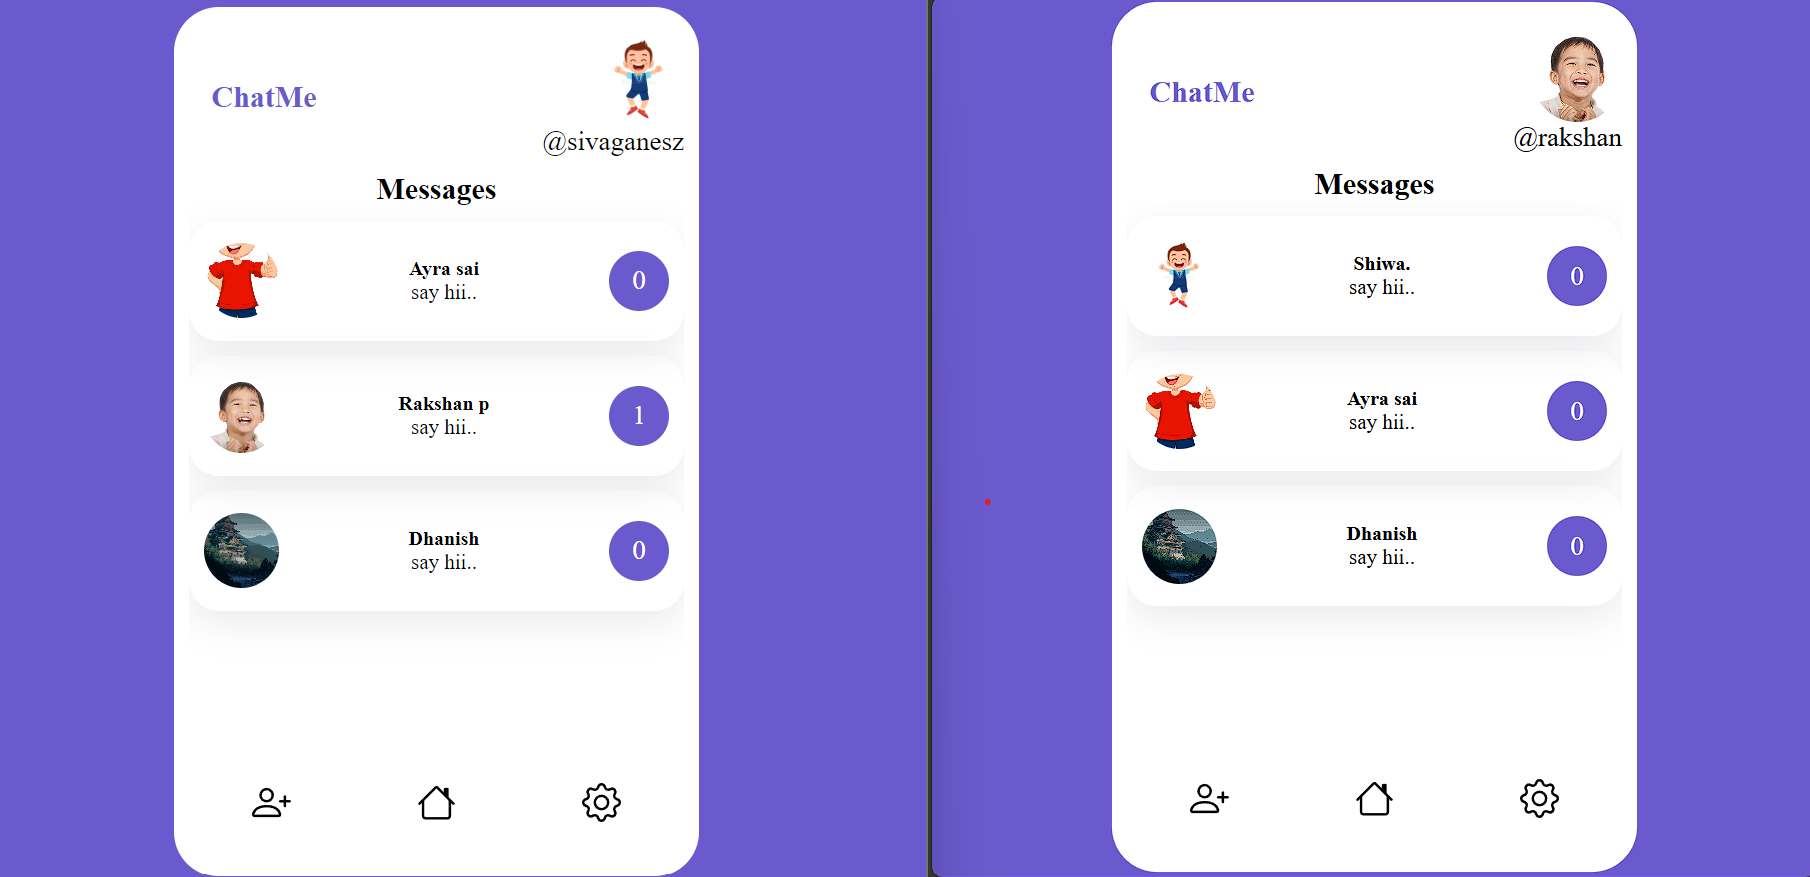 ChatMe
@sivaganesz
Messages
Ayra sai
say hii..
0
Rakshan p
say hii..
1
Dhanish
say hii..
0
ChatMe
@rakshan
Messages
Shiwa.
say hii..
0
Ayra sai
say hii..
0
Dhanish
say hii..
0